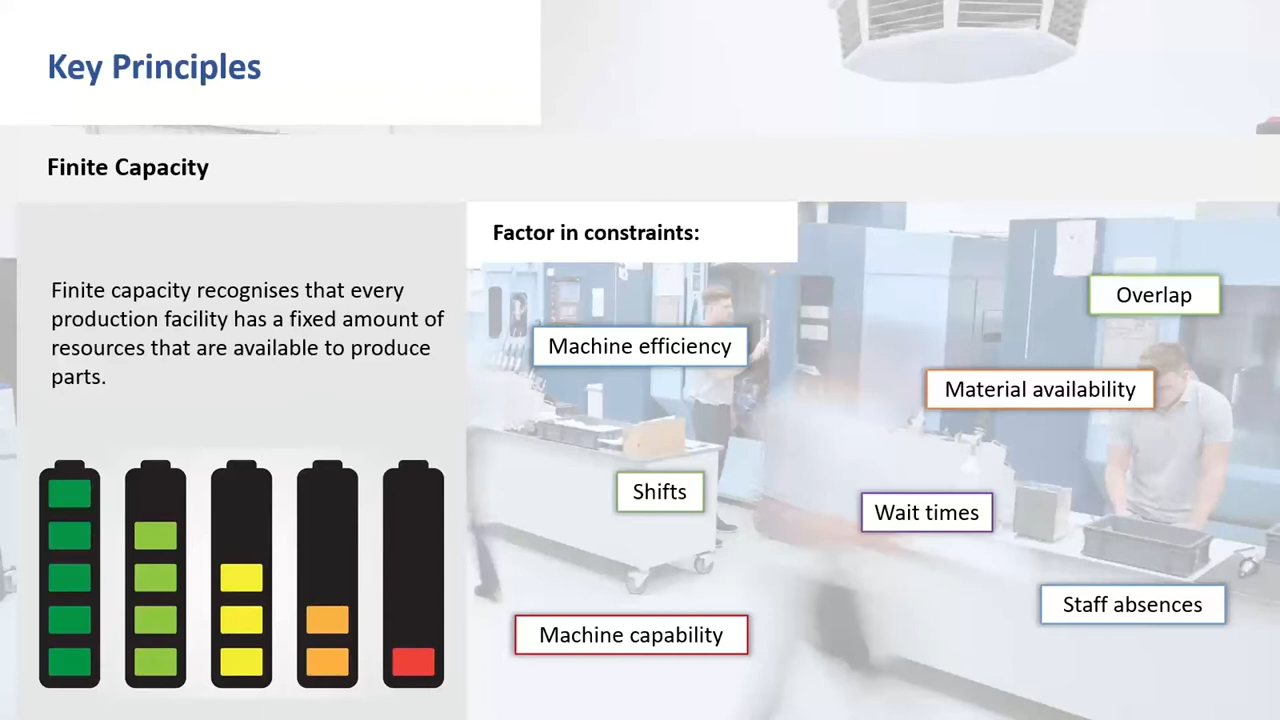 Key Principles
Finite Capacity
Finite capacity recognises that every
production facility has a fixed amount of
resources that are available to produce
parts.
Factor in constraints:
Overlap
Machine efficiency
Material availability
Shifts
Wait times
Staff absences
Machine capability